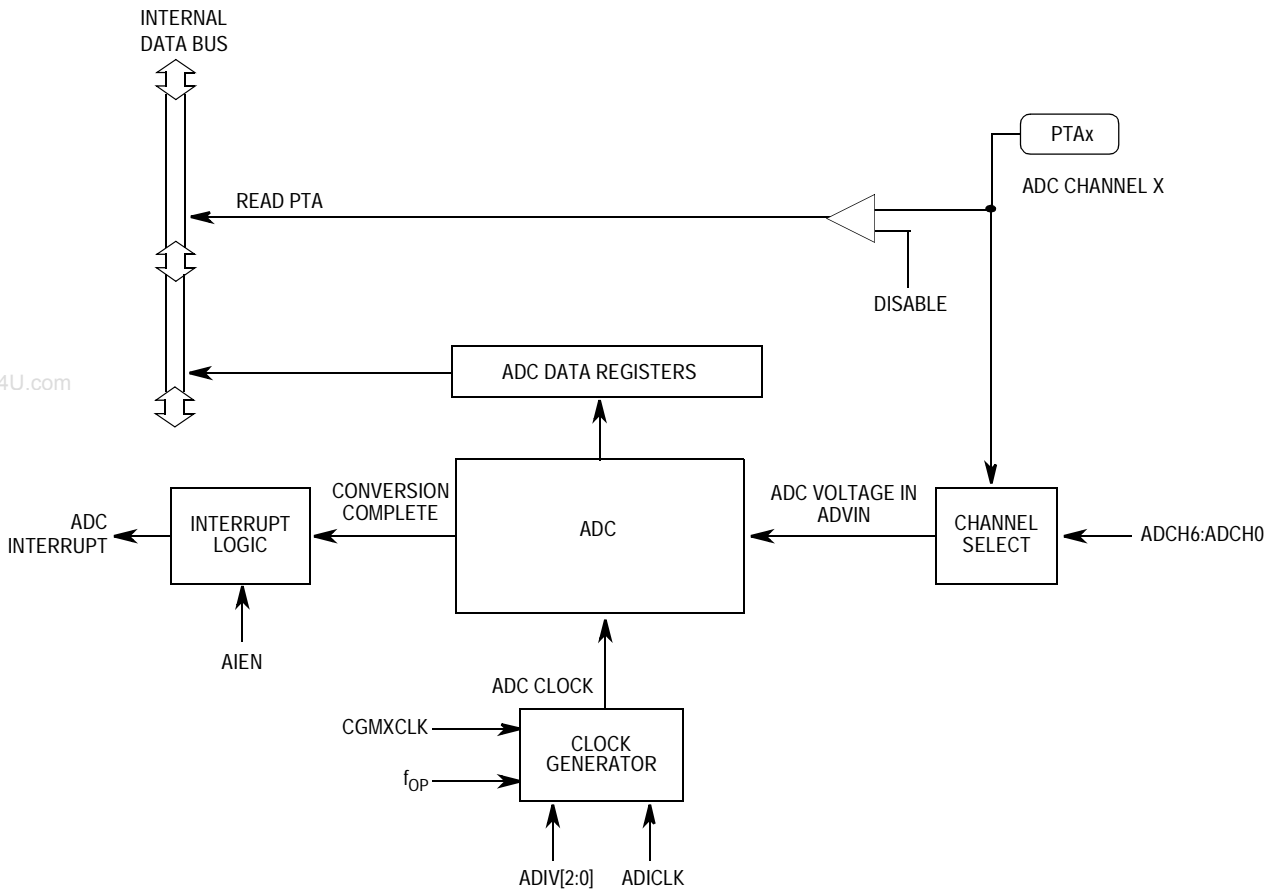 INTERNAL
DATA BUS
PTAx
READ PTA
ADC CHANNEL X
DISABLE
4U.com
ADC DATA REGISTERS
CONVERSION
COMPLETE
ADC VOLTAGE IN
ADVIN
ADC
INTERRUPT
INTERRUPT
LOGIC
ADC
CHANNEL
SELECT
ADCH6:ADCH0
AIEN
ADC CLOCK
CGMXCLK
fOP
CLOCK
GENERATOR
ADIV[2:0]
ADICLK